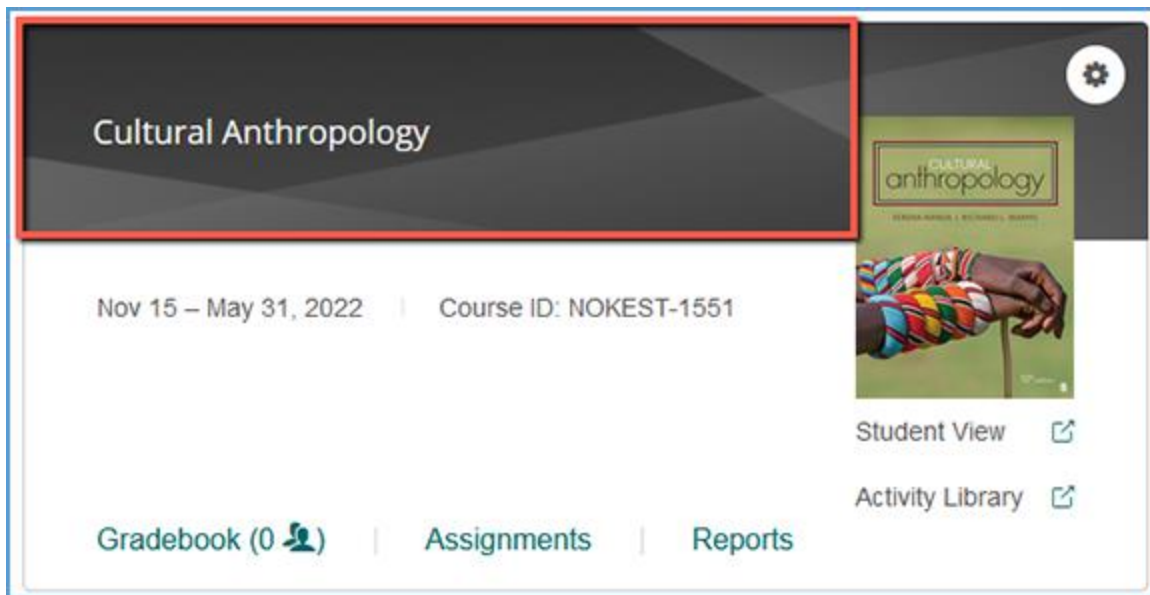 Cultural Anthropology
CULTURAL
anthropology
Nov 15 – May 31, 2022
Course ID: NOKEST-1551
Student View
Activity Library
Gradebook (0 )
Assignments
Reports